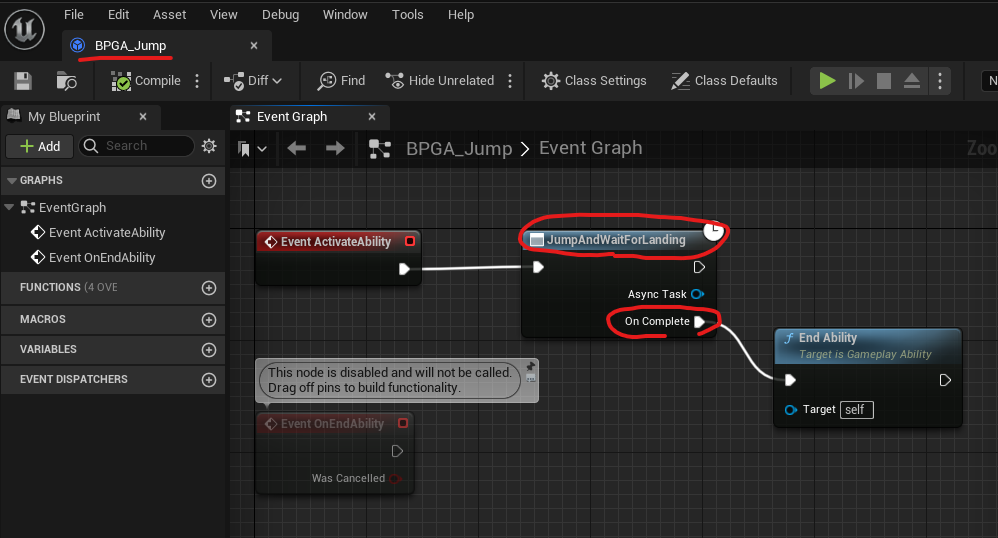 File Edit Asset View Debug Window Tools Help
BPGA_Jump
Compile Diff Find Hide Unrelated Class Settings Class Defaults N
My Blueprint
Event Graph
Add Search
BPGA_Jump > Event Graph Zoo
GRAPHS
EventGraph
Event ActivateAbility
Event OnEndAbility
FUNCTIONS (4 OVE
MACROS
VARIABLES
EVENT DISPATCHERS
Event ActivateAbility
JumpAndWaitForLanding
Async Task
On Complete
End Ability
Target is Gameplay Ability
Target self
This node is disabled and will not be called.
Drag off pins to build functionality.
Event OnEndAbility
Was Cancelled